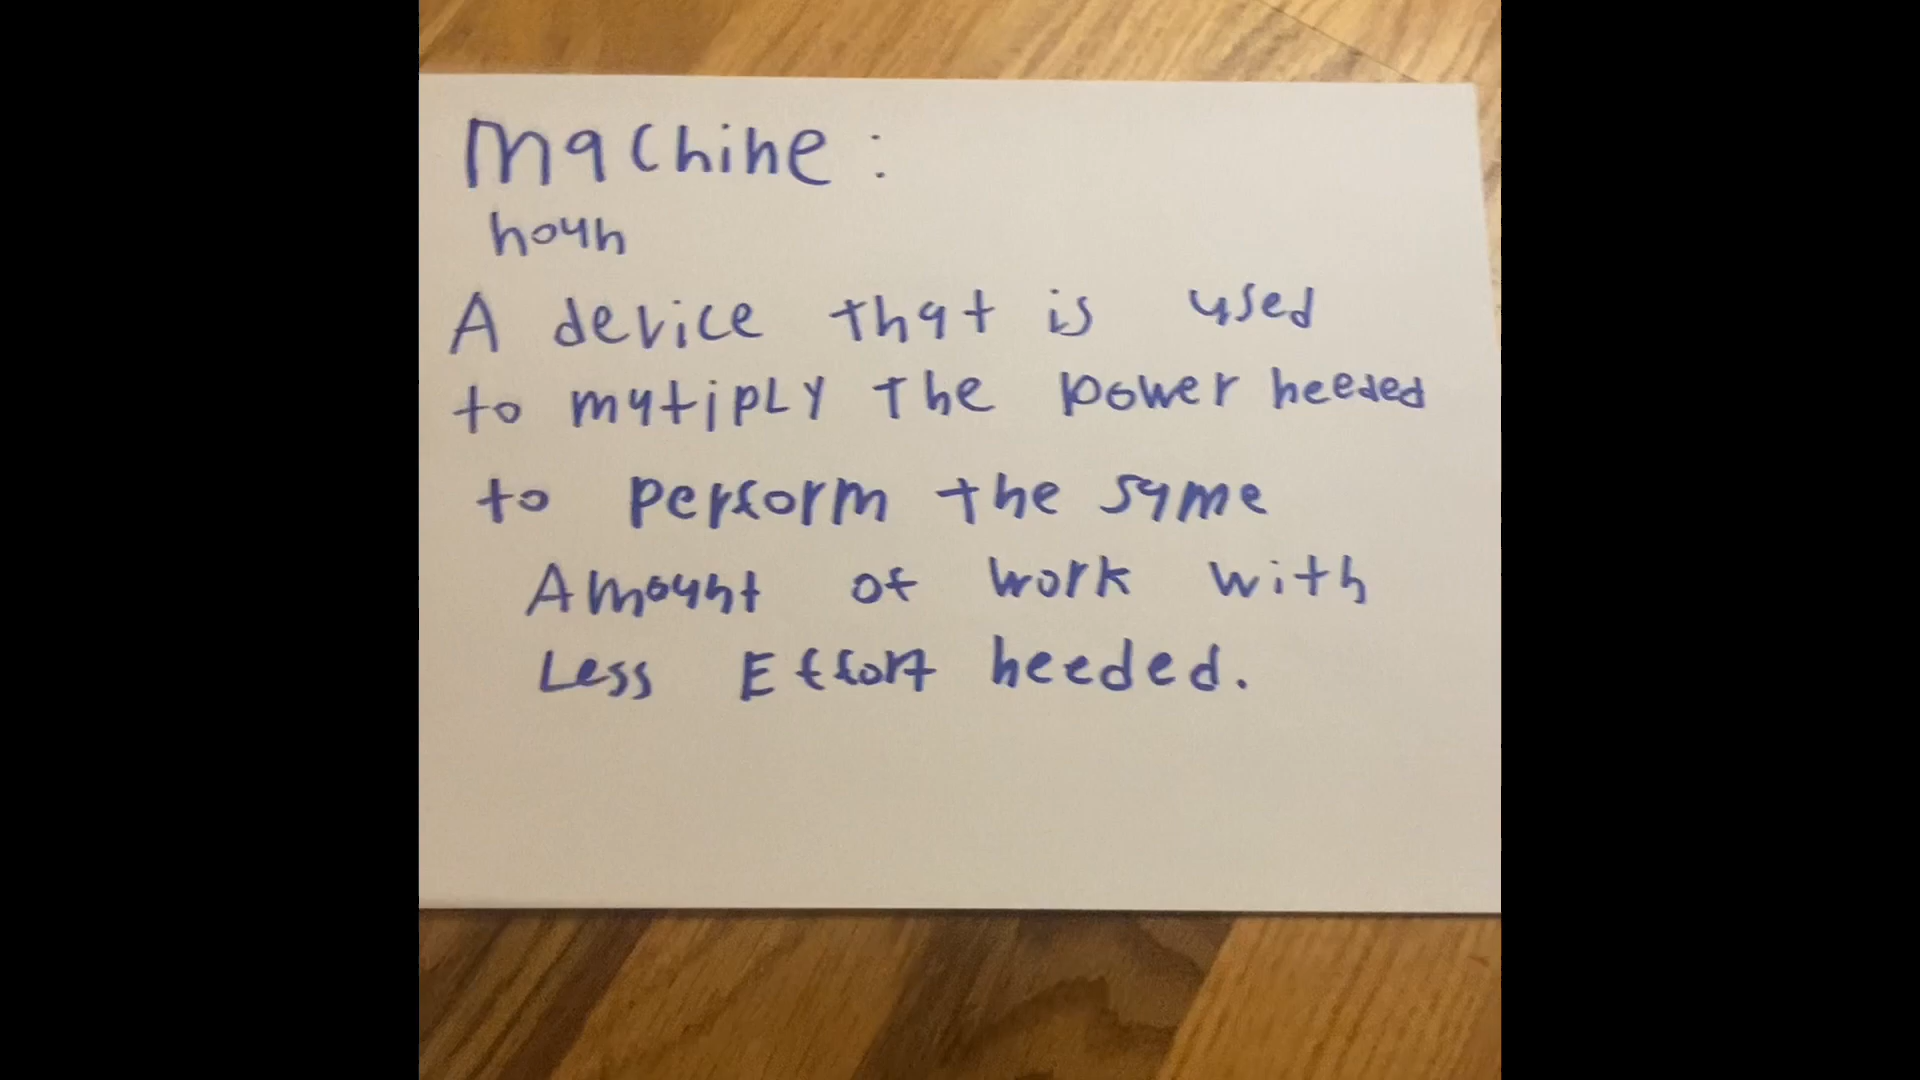 Machine:
noun
A device that is used
to mutiply the power needed
to perform the same
Amount of work with
Less Effort needed.